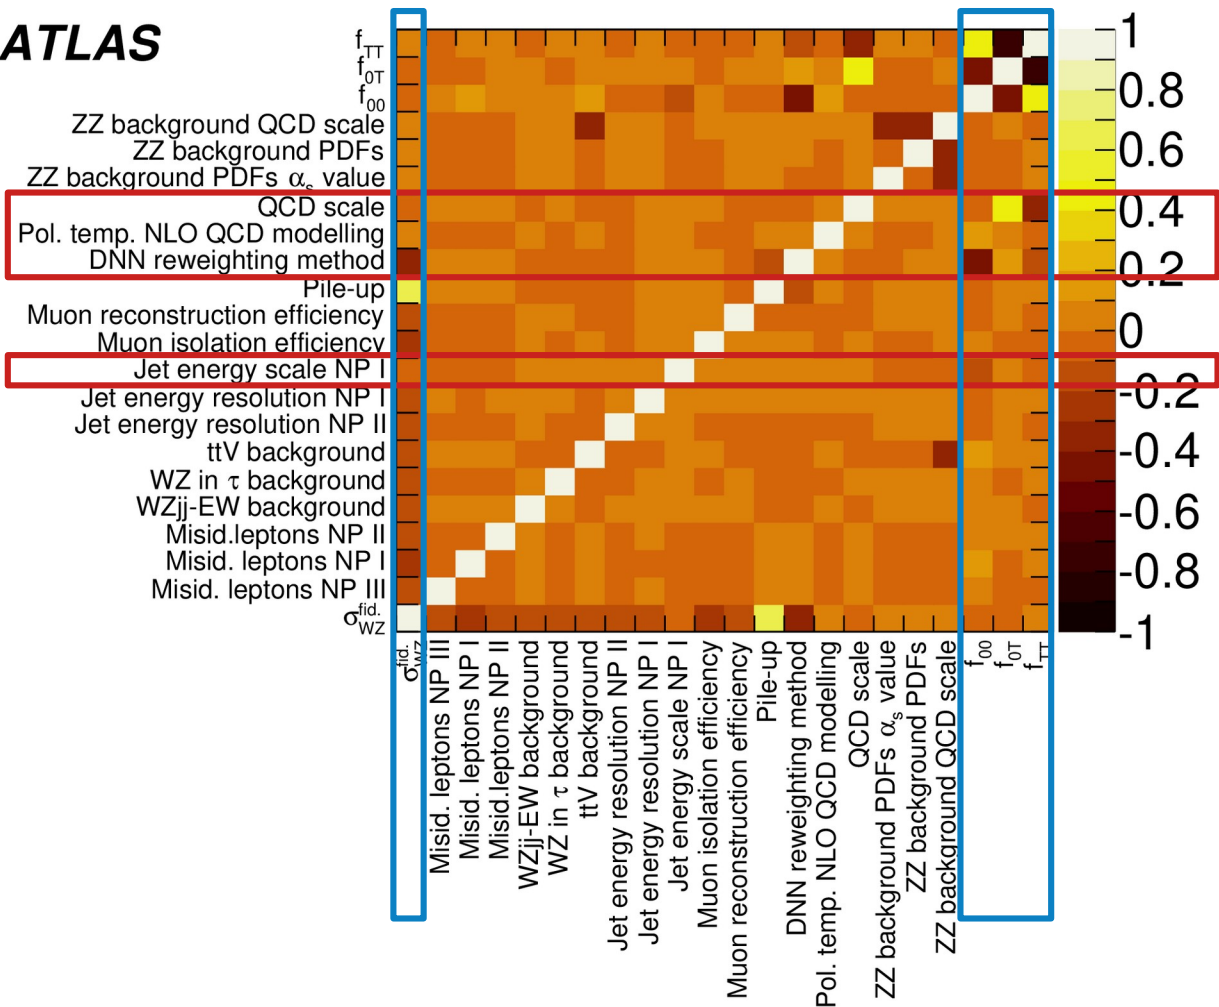 ATLAS
f_TT
f_0T
f_00
ZZ background QCD scale
ZZ background PDFs
ZZ background PDFs α_s value
QCD scale
Pol. temp. NLO QCD modelling
DNN reweighting method
Pile-up
Muon reconstruction efficiency
Muon isolation efficiency
Jet energy scale NP I
Jet energy resolution NP I
Jet energy resolution NP II
ttV background
WZ in τ background
WZjj-EW background
Misid.leptons NP II
Misid. leptons NP I
Misid. leptons NP III
σ_WZ^fid.
σ_WZ^fid.
Misid. leptons NP III
Misid. leptons NP I
Misid.leptons NP II
WZjj-EW background
WZ in τ background
ttV background
Jet energy resolution NP II
Jet energy resolution NP I
Jet energy scale NP I
Muon isolation efficiency
Muon reconstruction efficiency
Pile-up
DNN reweighting method
Pol. temp. NLO QCD modelling
QCD scale
ZZ background PDFs α_s value
ZZ background PDFs
ZZ background QCD scale
f_00
f_0T
f_TT
1
0.8
0.6
0.4
0.2
0
-0.2
-0.4
-0.6
-0.8
-1